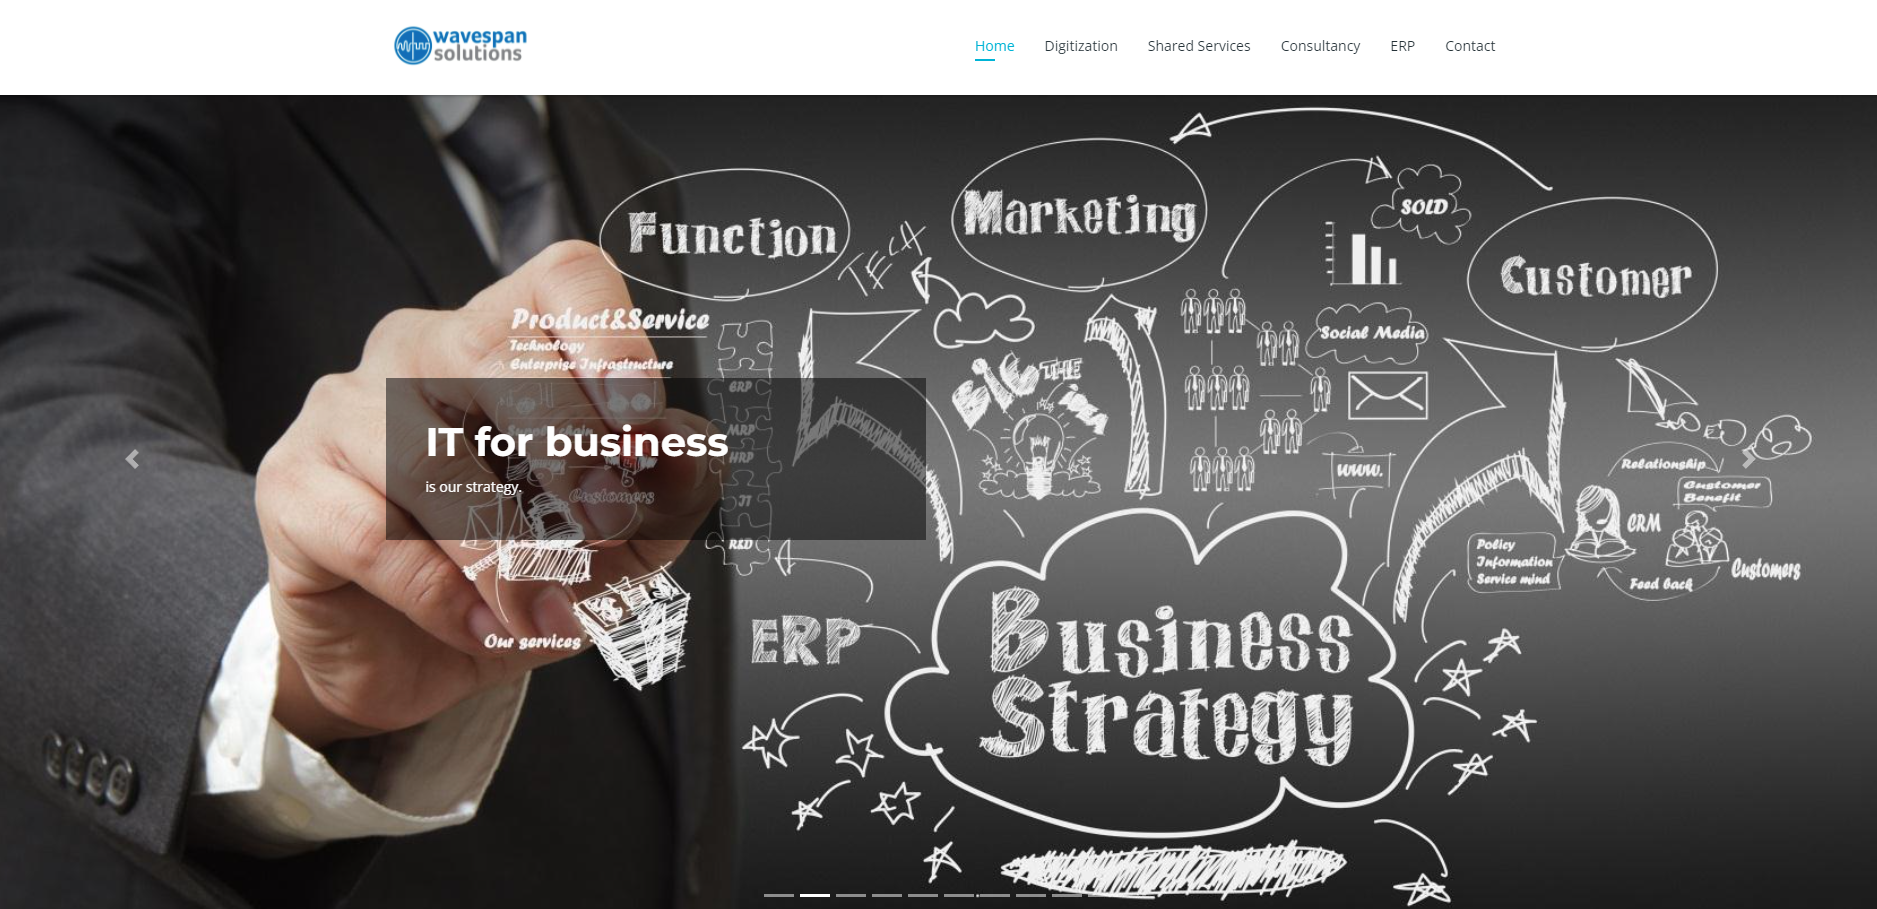 wavespan
solutions
Home
Digitization
Shared Services
Consultancy
ERP
Contact
Function
TECH
Marketing
SOLD
Customer
Product&Service
Technology
Enterprise Infrastructure
Social Media
BIG THE
idea
ERP
MRP
HRP
IT
R&D
IT for business
is our strategy.
Supply chain
Customers
www.
Relationship
Customer
Benefit
CRM
Policy
Information
Service mind
Customers
Feed back
Our services
ERP
Business
Strategy